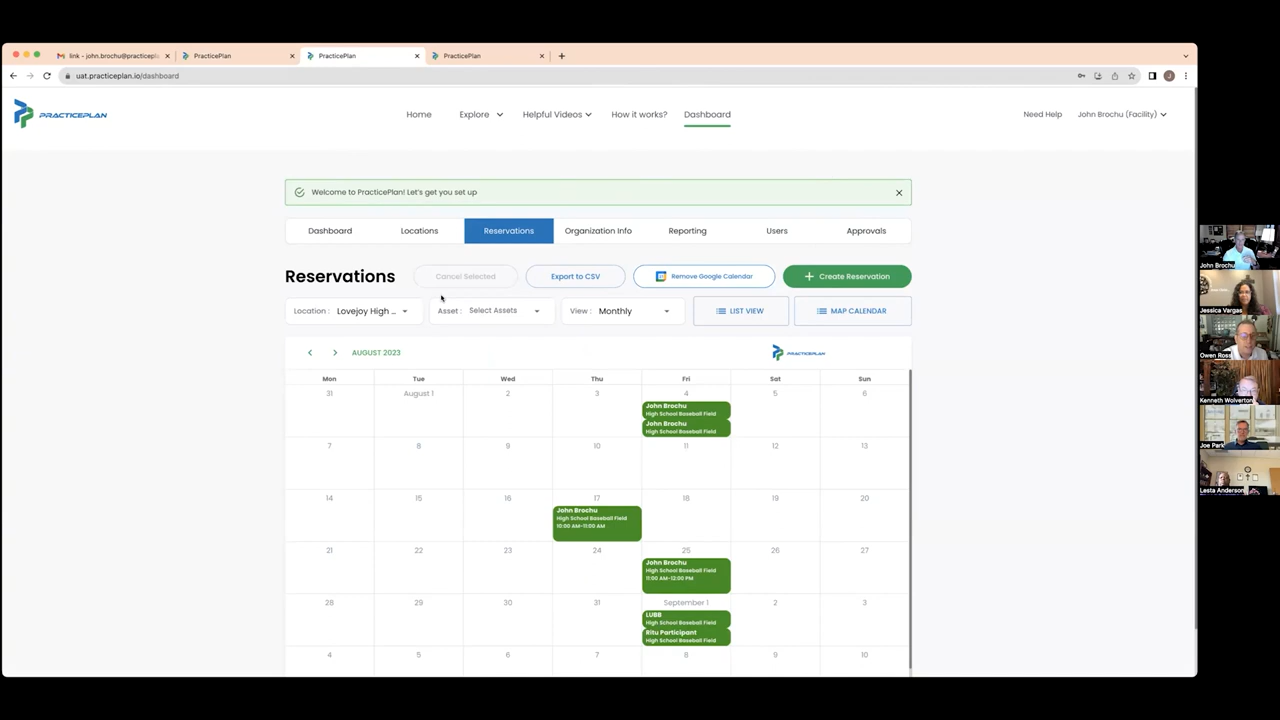 link - john.brochu@practicepla
PracticePlan
PracticePlan
PracticePlan
uat.practiceplan.io/dashboard
J
PRACTICEPLAN
Home
Explore
Helpful Videos
How it works?
Dashboard
Need Help
John Brochu (Facility)
Welcome to PracticePlan! Let's get you set up
Dashboard
Locations
Reservations
Organization Info
Reporting
Users
Approvals
Reservations
Cancel Selected
Export to CSV
Remove Google Calendar
Create Reservation
Location : Lovejoy High ...
Asset : Select Assets
View : Monthly
LIST VIEW
MAP CALENDAR
AUGUST 2023
PRACTICEPLAN
Mon Tue Wed Thu Fri Sat Sun
31 August 1 2 3 4 5 6
John Brochu
High School Baseball Field
John Brochu
High School Baseball Field
7 8 9 10 11 12 13
14 15 16 17 18 19 20
John Brochu
High School Baseball Field
10:00 AM-11:00 AM
21 22 23 24 25 26 27
John Brochu
High School Baseball Field
11:00 AM-12:00 PM
28 29 30 31 September 1 2 3
LUBB
High School Baseball Field
Ritu Participant
High School Baseball Field
4 5 6 7 8 9 10
John Brochu
Jessica Vargas
Owen Ross
Kenneth Wolverton
Joe Park
Lesta Anderson